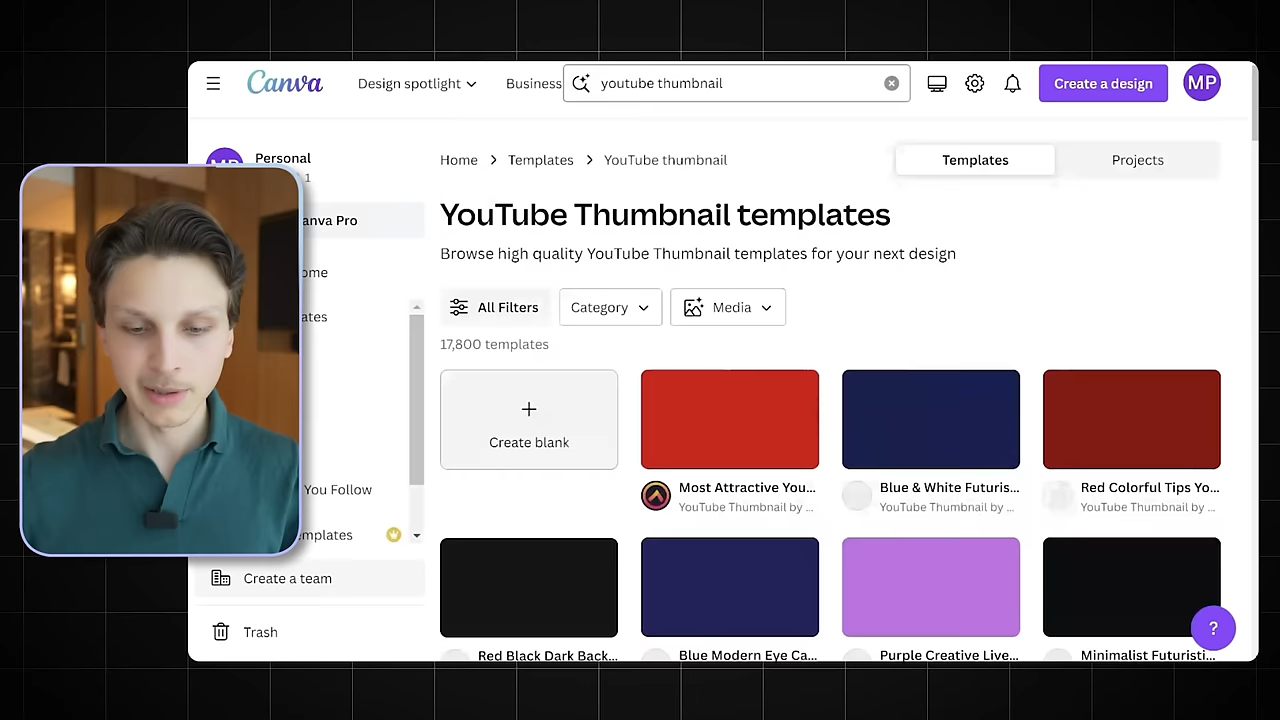 Canva
Design spotlight
Business
youtube thumbnail
Create a design
MP
Personal
1
anva Pro
ome
ates
You Follow
mplates
Create a team
Trash
Home
Templates
YouTube thumbnail
Templates
Projects
YouTube Thumbnail templates
Browse high quality YouTube Thumbnail templates for your next design
All Filters
Category
Media
17,800 templates
+
Create blank
Most Attractive You...
YouTube Thumbnail by ...
Blue & White Futuris...
YouTube Thumbnail by ...
Red Colorful Tips Yo...
YouTube Thumbnail by ...
Red Black Dark Back...
Blue Modern Eye Ca...
Purple Creative Live...
Minimalist Futuristi...
?